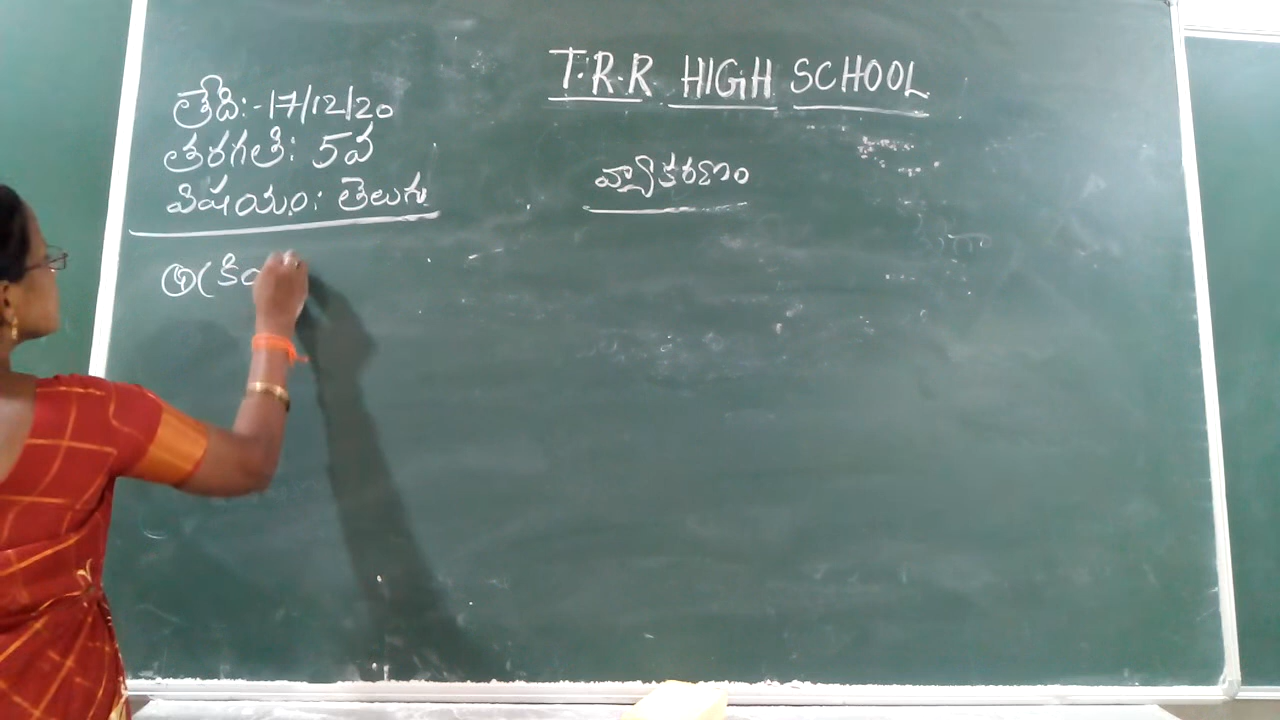 T.R.R HIGH SCHOOL
తేది:-17/12/20
తరగతి: 5వ
విషయం: తెలుగు
వ్యాకరణం